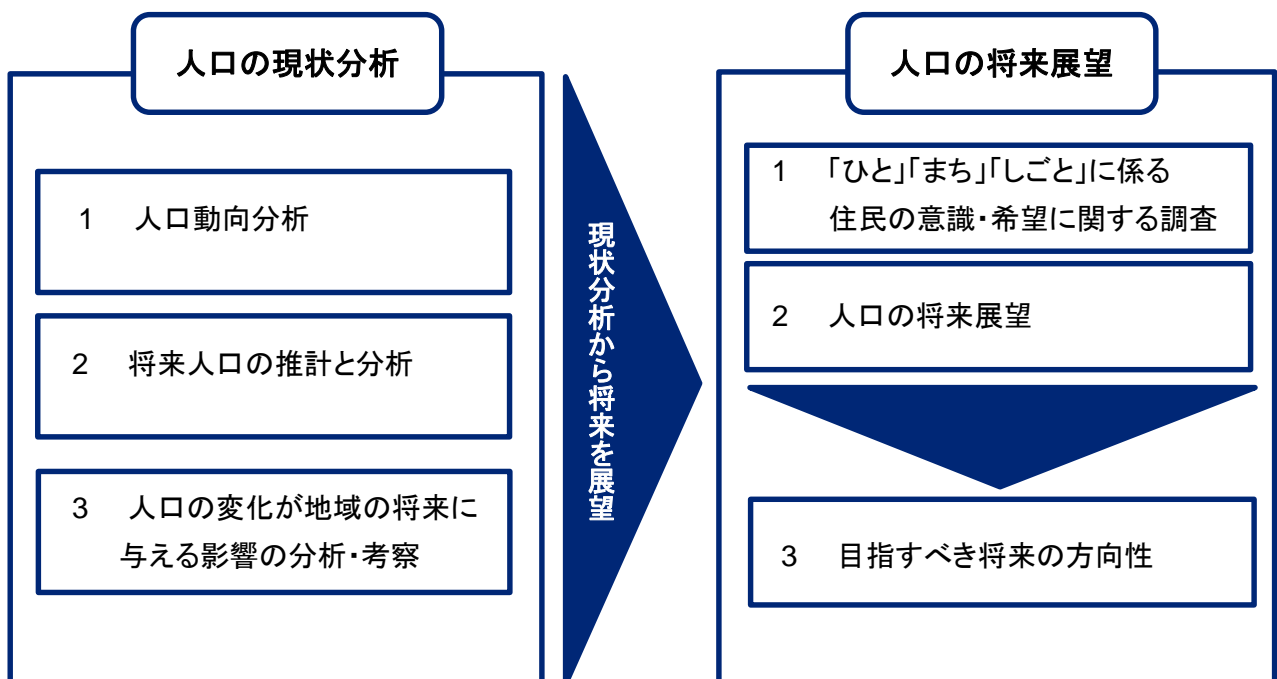 人口の現状分析
1 人口動向分析
2 将来人口の推計と分析
3 人口の変化が地域の将来に
与える影響の分析・考察
現状分析から将来を展望
人口の将来展望
1 「ひと」「まち」「しごと」に係る
住民の意識・希望に関する調査
2 人口の将来展望
3 目指すべき将来の方向性